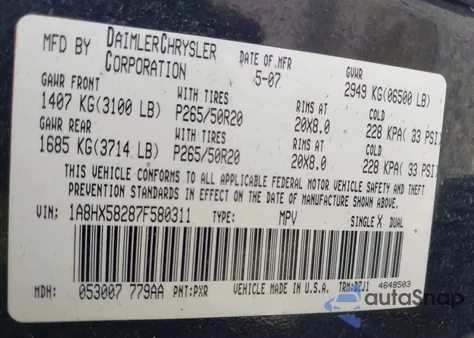 MFD BY DAIMLERCHRYSLER CORPORATION DATE OF MFR 5-07 GVWR 2949 KG(06500 LB)
GAWR FRONT WITH TIRES RIMS AT COLD
1407 KG(3100 LB) P265/50R20 20X8.0 228 KPA( 33 PSI
GAWR REAR WITH TIRES RIMS AT COLD
1685 KG(3714 LB) P265/50R20 20X8.0 228 KPA( 33 PSI
THIS VEHICLE CONFORMS TO ALL APPLICABLE FEDERAL MOTOR VEHICLE SAFETY AND THEFT
PREVENTION STANDARDS IN EFFECT ON THE DATE OF MANUFACTURE SHOWN ABOVE.
VIN: 1A8HX58287F580311 TYPE: MPV SINGLE X DUAL
MDH: 053007 779AA PNT:PXR VEHICLE MADE IN U.S.A. 4648503
autoSnap